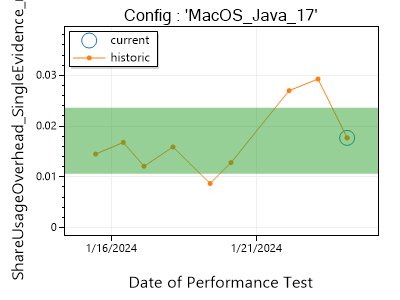 Config : 'MacOS_Java_17'
current
historic
ShareUsageOverhead_SingleEvidence_
0.03
0.02
0.01
0
1/16/2024
1/21/2024
Date of Performance Test